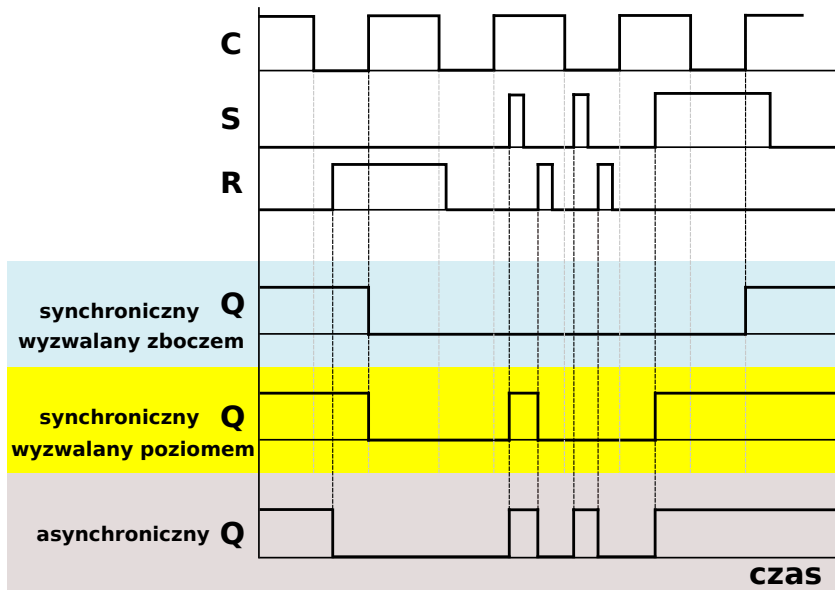 C
S
R
synchroniczny Q
wyzwalany zboczem
synchroniczny Q
wyzwalany poziomem
asynchroniczny Q
czas